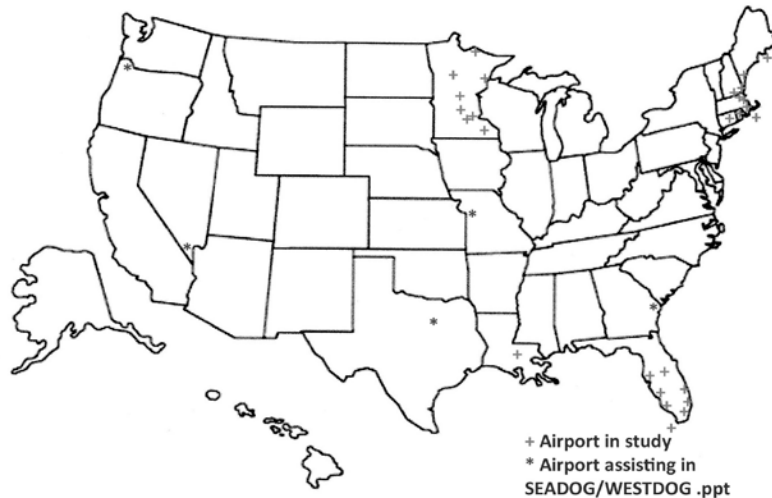 + Airport in study
* Airport assisting in
SEADOG/WESTDOG .ppt